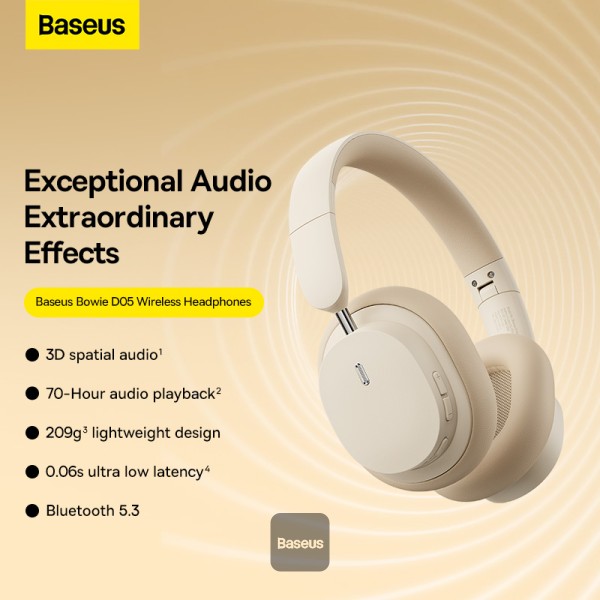 Baseus
Exceptional Audio
Extraordinary
Effects
Baseus Bowie D05 Wireless Headphones
3D spatial audio¹
70-Hour audio playback²
209g³ lightweight design
0.06s ultra low latency⁴
Bluetooth 5.3
Baseus